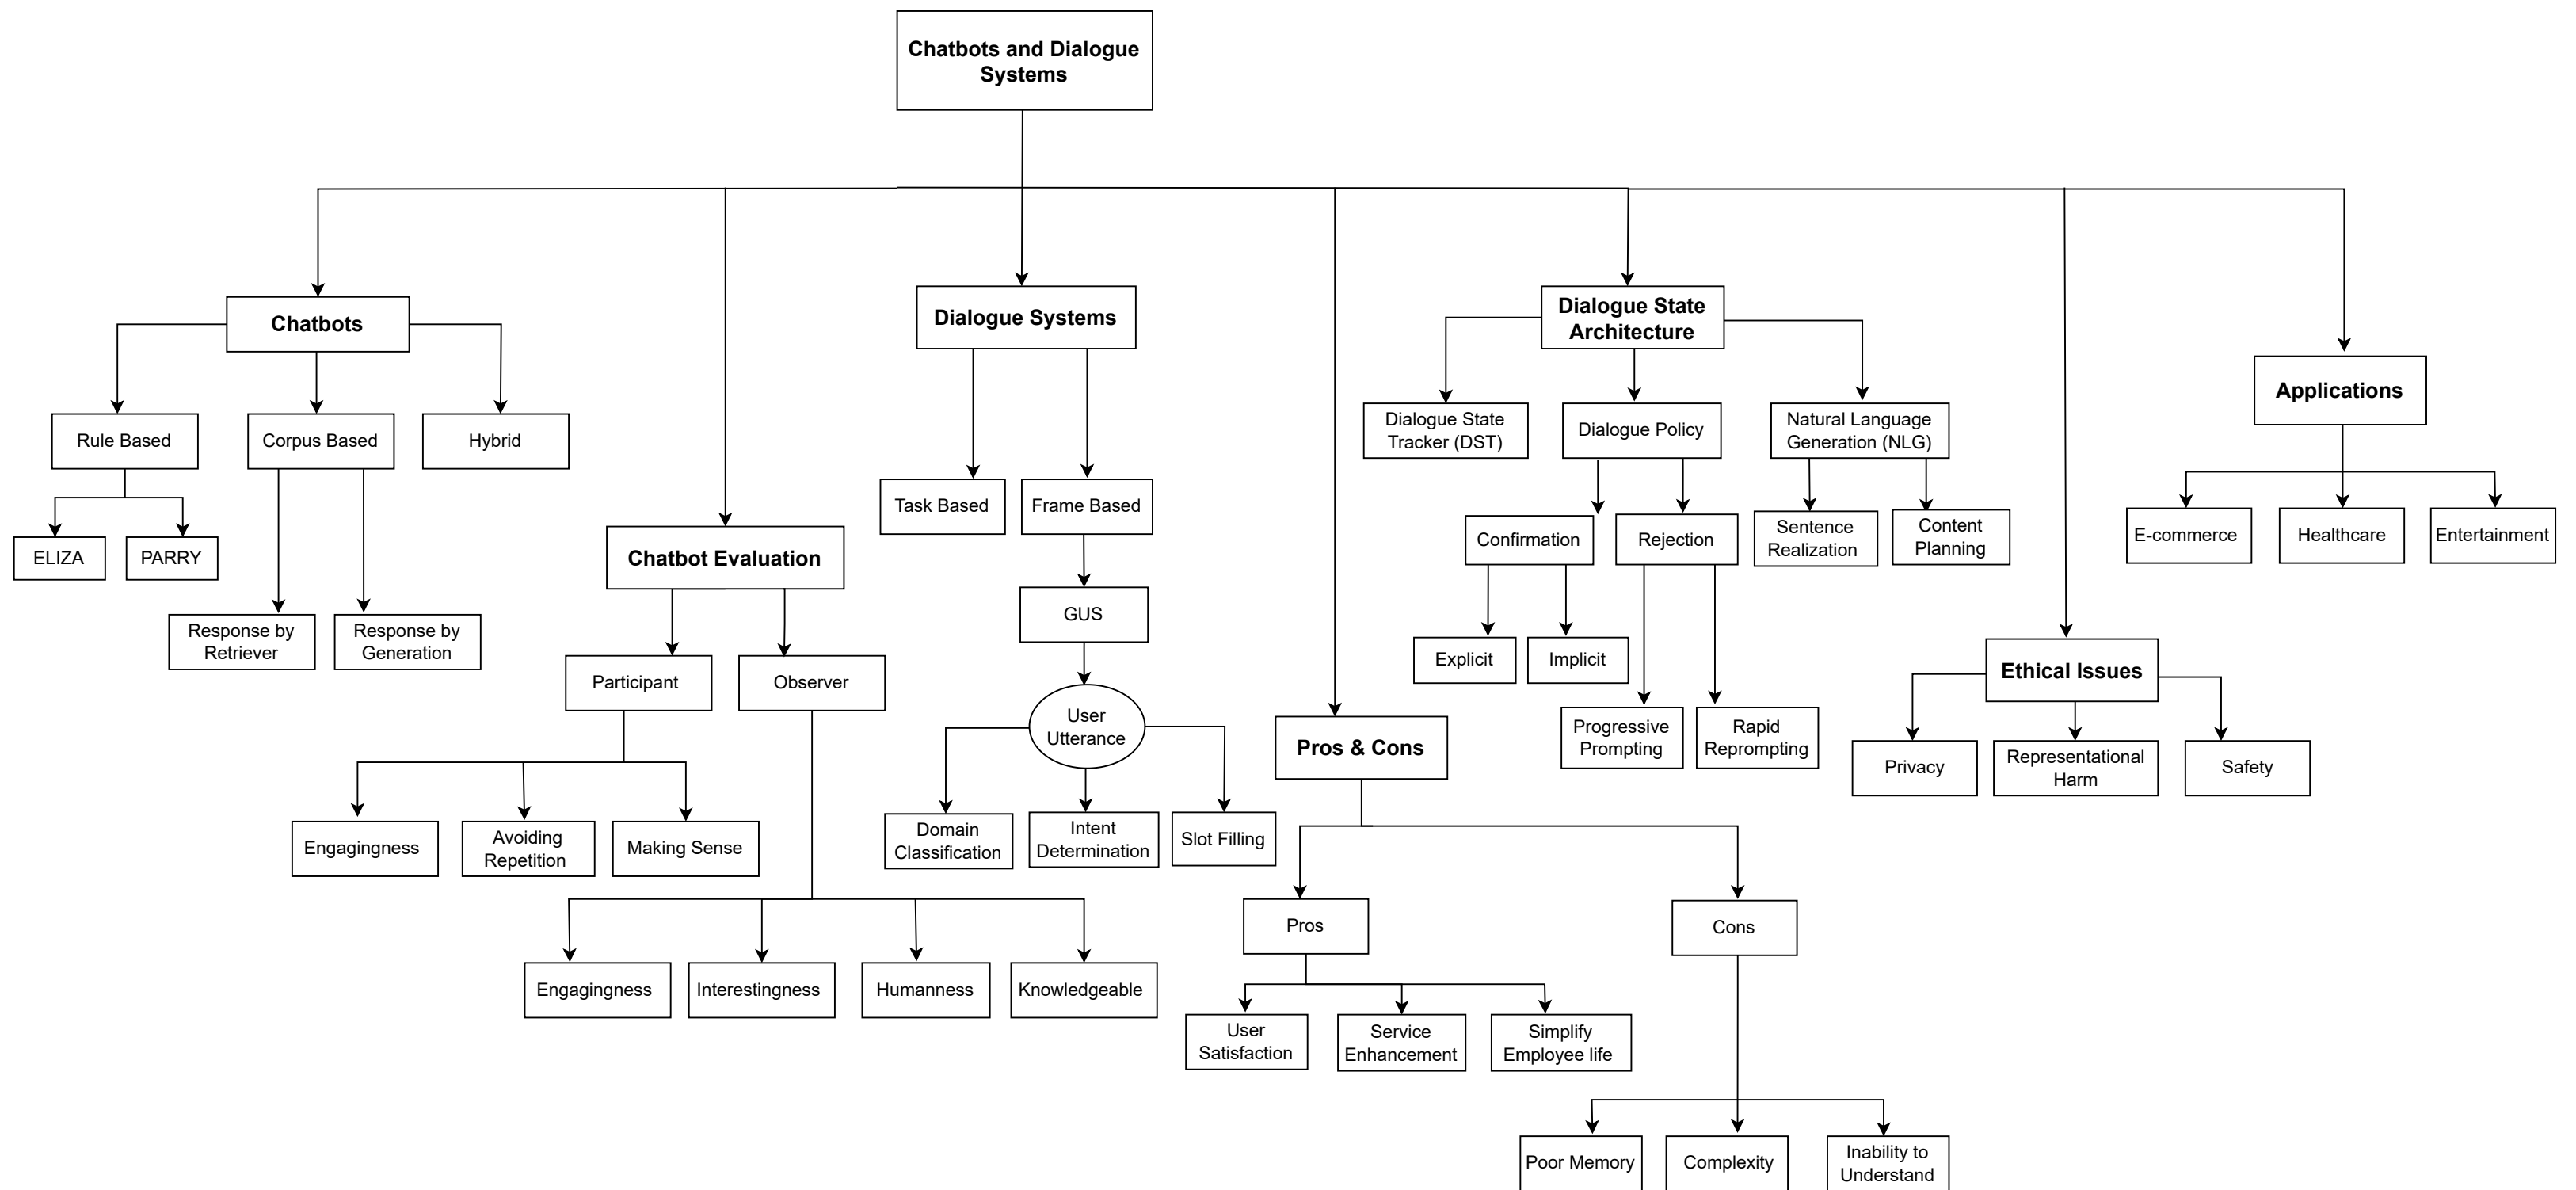 Chatbots and Dialogue
Systems
Chatbots
Dialogue Systems
Dialogue State
Architecture
Applications
Rule Based
Corpus Based
Hybrid
Dialogue State
Tracker (DST)
Dialogue Policy
Natural Language
Generation (NLG)
Task Based
Frame Based
ELIZA
PARRY
Chatbot Evaluation
Confirmation
Rejection
Sentence
Realization
Content
Planning
E-commerce
Healthcare
Entertainment
GUS
Response by
Retriever
Response by
Generation
Participant
Observer
Explicit
Implicit
Ethical Issues
User
Utterance
Pros & Cons
Progressive
Prompting
Rapid
Reprompting
Privacy
Representational
Harm
Safety
Engagingness
Avoiding
Repetition
Making Sense
Domain
Classification
Intent
Determination
Slot Filling
Pros
Cons
Engagingness
Interestingness
Humanness
Knowledgeable
User
Satisfaction
Service
Enhancement
Simplify
Employee life
Poor Memory
Complexity
Inability to
Understand